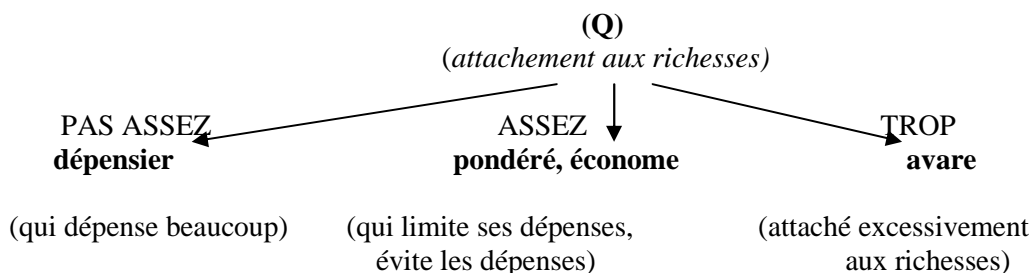 (Q)
(attachement aux richesses)
PAS ASSEZ ASSEZ TROP
dépensier pondéré, économe avare
(qui dépense beaucoup) (qui limite ses dépenses, (attaché excessivement
évite les dépenses) aux richesses)